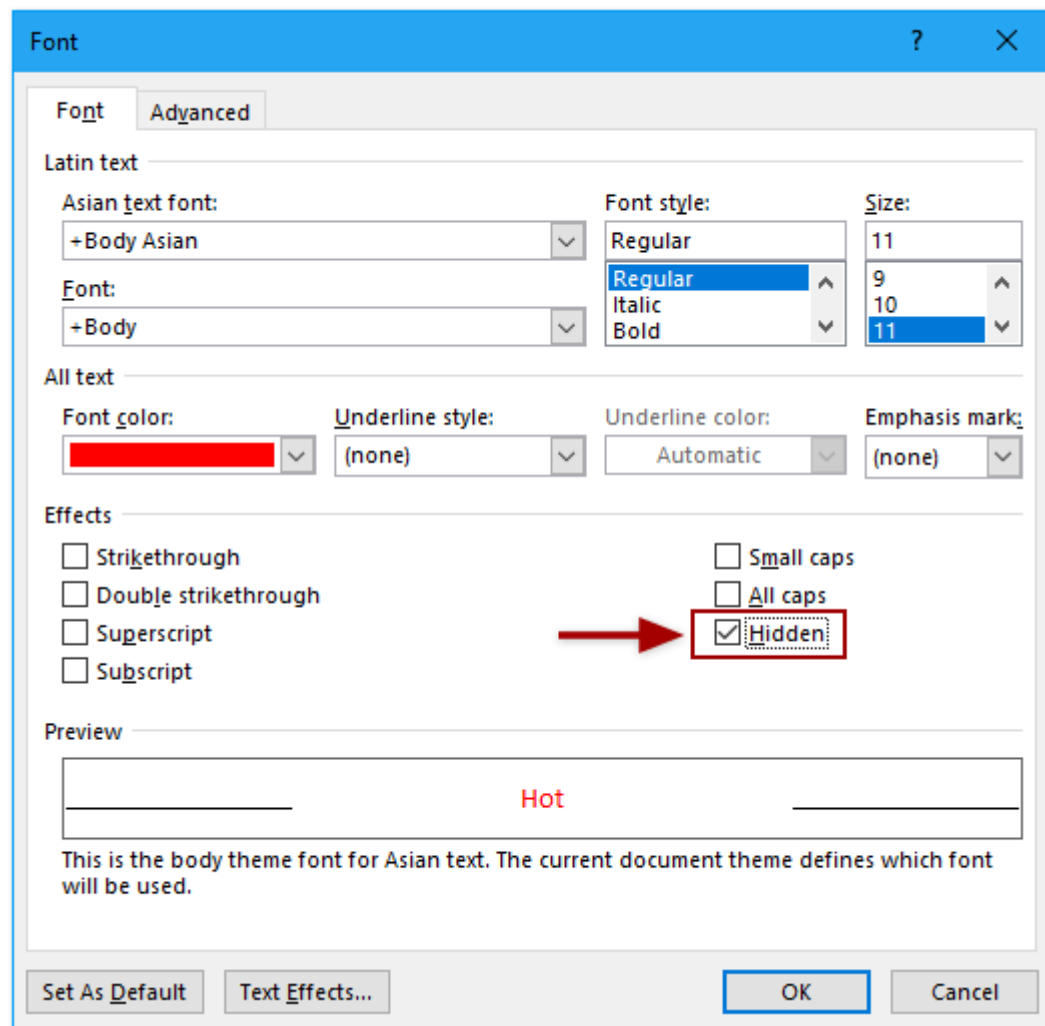 Font ?
Font Advanced
Latin text
Asian text font: Font style: Size:
+Body Asian Regular 11
Font: Regular 9
Italic 10
+Body Bold 11
All text
Font color: Underline style: Underline color: Emphasis mark:
(none) Automatic (none)
Effects
Strikethrough Small caps
Double strikethrough All caps
Superscript Hidden
Subscript
Preview
Hot
This is the body theme font for Asian text. The current document theme defines which font
will be used.
Set As Default Text Effects... OK Cancel